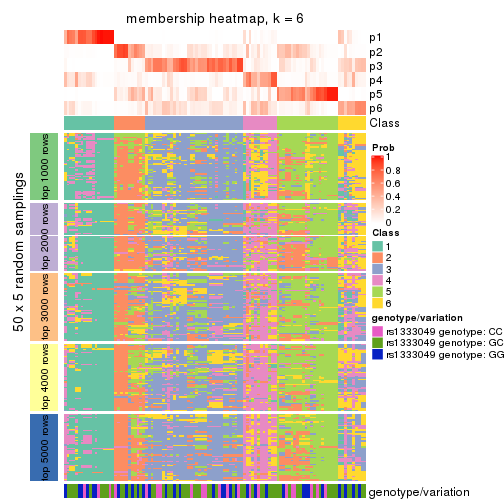 membership heatmap, k = 6
p1
p2
p3
p4
p5
p6
Class
50 x 5 random samplings
top 1000 rows
top 2000 rows
top 3000 rows
top 4000 rows
top 5000 rows
Prob
1
0.8
0.6
0.4
0.2
0
Class
1
2
3
4
5
6
genotype/variation
rs1333049 genotype: CC
rs1333049 genotype: GC
rs1333049 genotype: GG
genotype/variation